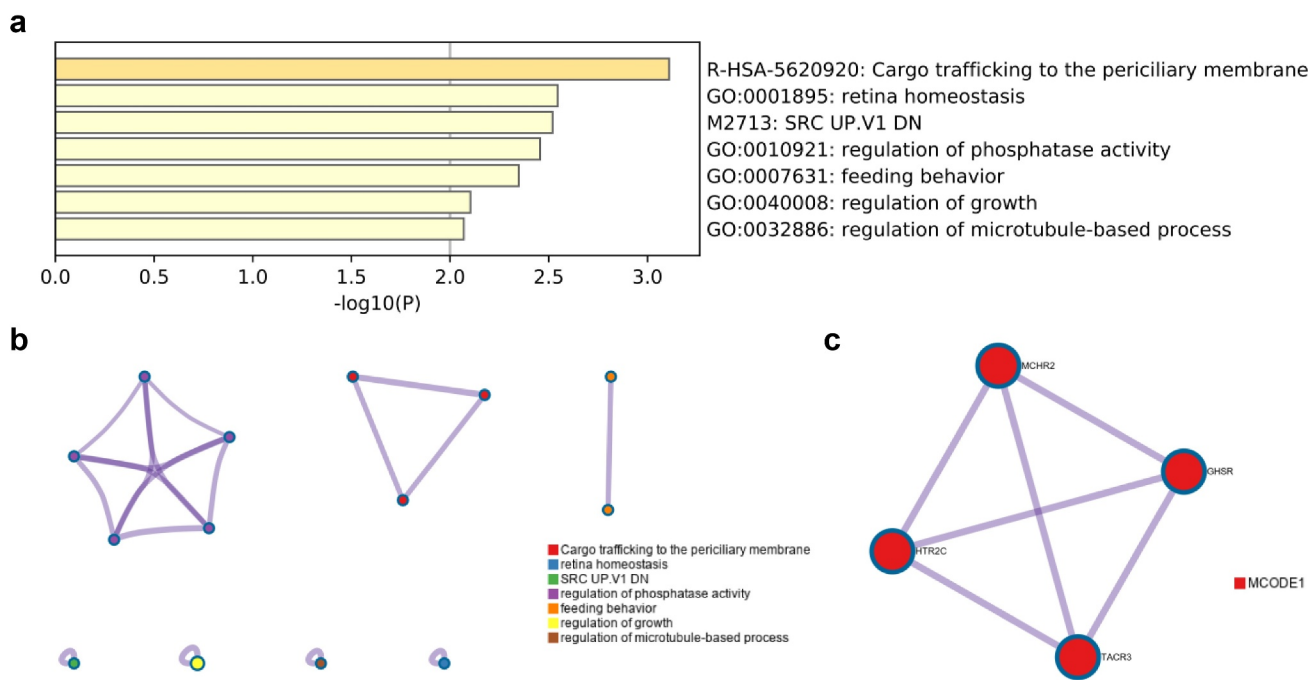 a
R-HSA-5620920: Cargo trafficking to the periciliary membrane
GO:0001895: retina homeostasis
M2713: SRC UP.V1 DN
GO:0010921: regulation of phosphatase activity
GO:0007631: feeding behavior
GO:0040008: regulation of growth
GO:0032886: regulation of microtubule-based process
0.0 0.5 1.0 1.5 2.0 2.5 3.0
-log10(P)
b
Cargo trafficking to the periciliary membrane
retina homeostasis
SRC UP.V1 DN
regulation of phosphatase activity
feeding behavior
regulation of growth
regulation of microtubule-based process
c
MCHR2
GHSR
HTR2C
MCODE1
TACR3